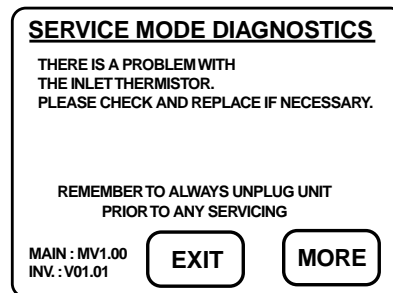 SERVICE MODE DIAGNOSTICS
THERE IS A PROBLEM WITH
THE INLET THERMISTOR.
PLEASE CHECK AND REPLACE IF NECESSARY.
REMEMBER TO ALWAYS UNPLUG UNIT
PRIOR TO ANY SERVICING
MAIN : MV1.00
INV. : V01.01
EXIT
MORE